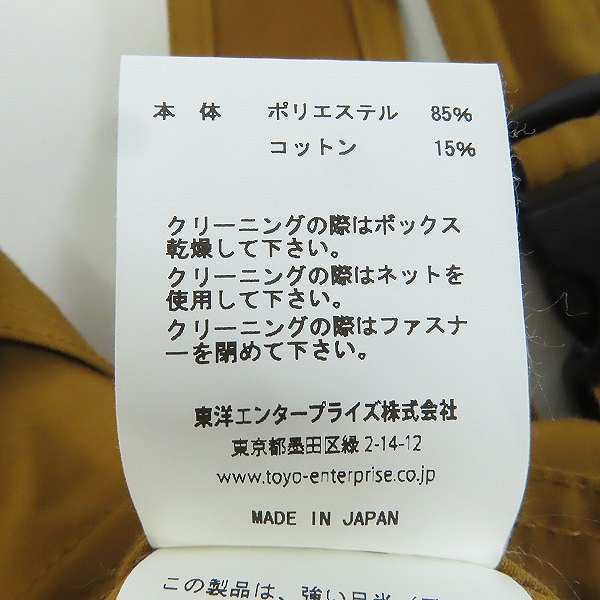 本 体 ポリエステル 85%
コットン 15%
クリーニングの際はボックス
乾燥して下さい。
クリーニングの際はネットを
使用して下さい。
クリーニングの際はファスナ
ーを閉めて下さい。
東洋エンタープライズ株式会社
東京都墨田区緑 2-14-12
www.toyo-enterprise.co.jp
MADE IN JAPAN
この製品は、強い日光